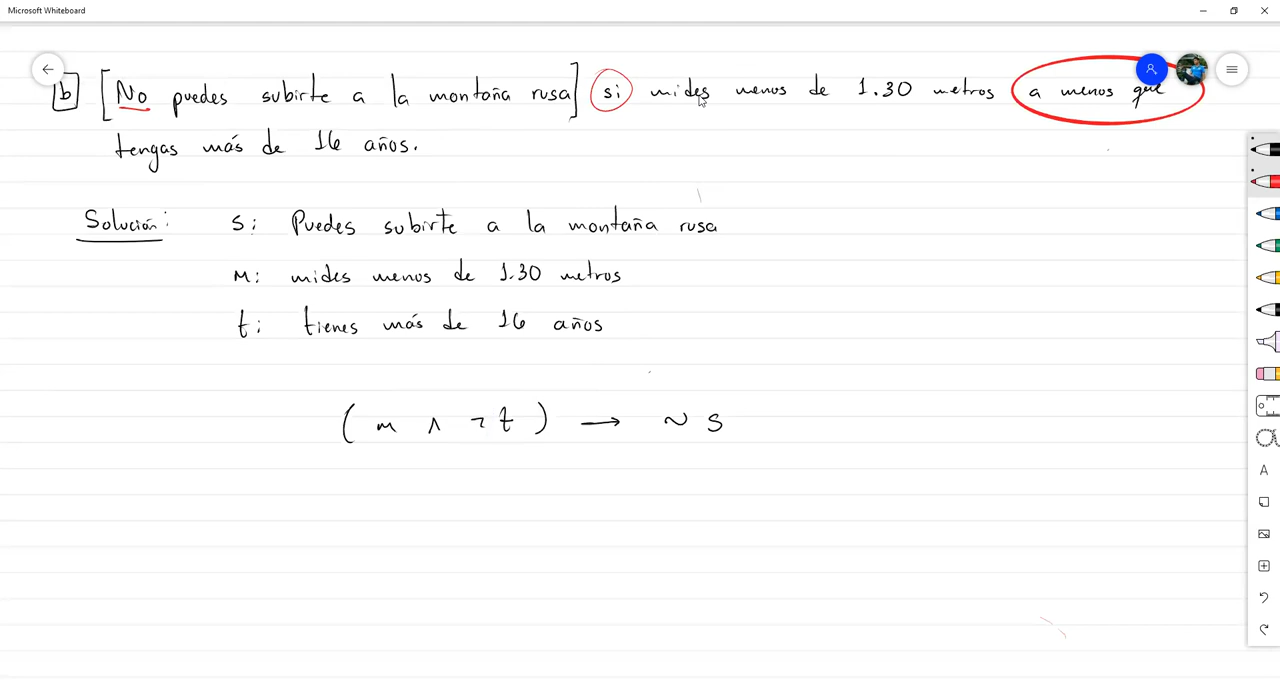 Microsoft Whiteboard
b [No puedes subirte a la montaña rusa] si mides menos de 1.30 metros a menos que
tengas más de 16 años.
Solución: s: Puedes subirte a la montaña rusa
m: mides menos de 1.30 metros
t: tienes más de 16 años
( m ∧ ¬ t ) → ~ s
A